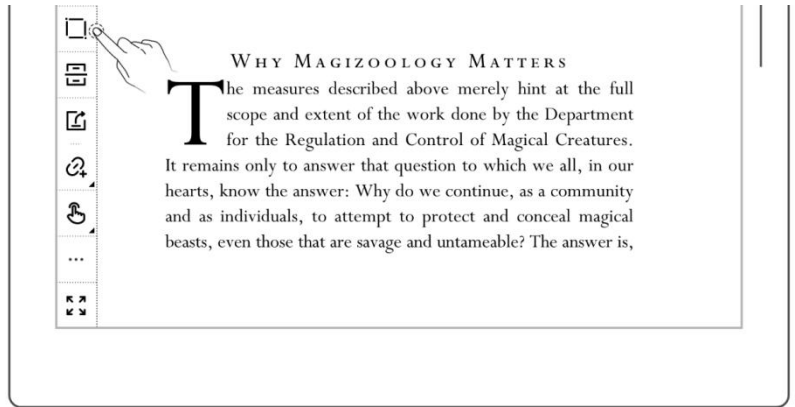 WHY MAGIZOOLOGY MATTERS
The measures described above merely hint at the full
scope and extent of the work done by the Department
for the Regulation and Control of Magical Creatures.
It remains only to answer that question to which we all, in our
hearts, know the answer: Why do we continue, as a community
and as individuals, to attempt to protect and conceal magical
beasts, even those that are savage and untameable? The answer is,